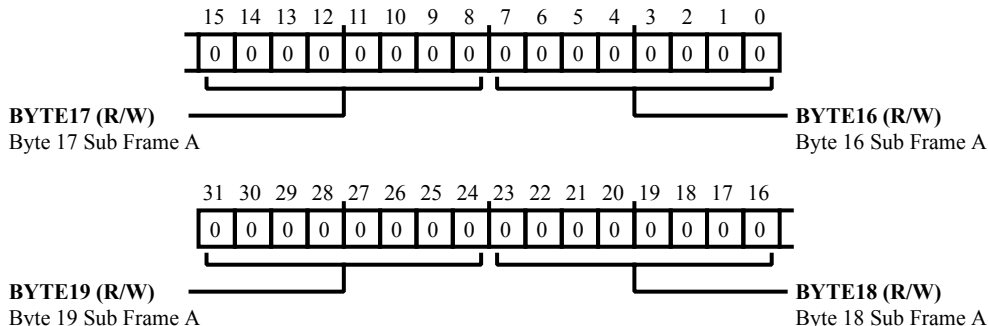 15 14 13 12 11 10 9 8 7 6 5 4 3 2 1 0
0 0 0 0 0 0 0 0 0 0 0 0 0 0 0 0
BYTE17 (R/W)
Byte 17 Sub Frame A
BYTE16 (R/W)
Byte 16 Sub Frame A
31 30 29 28 27 26 25 24 23 22 21 20 19 18 17 16
0 0 0 0 0 0 0 0 0 0 0 0 0 0 0 0
BYTE19 (R/W)
Byte 19 Sub Frame A
BYTE18 (R/W)
Byte 18 Sub Frame A